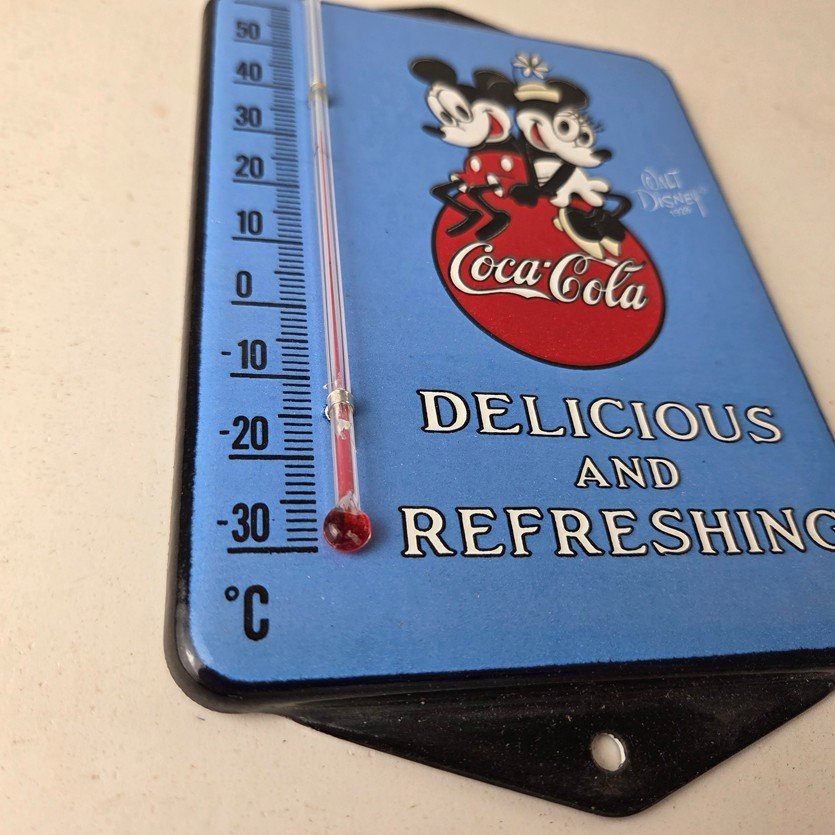 50
40
30
20
10
0
-10
-20
-30
°C
©WALT
DISNEY
Coca-Cola
DELICIOUS
AND
REFRESHING